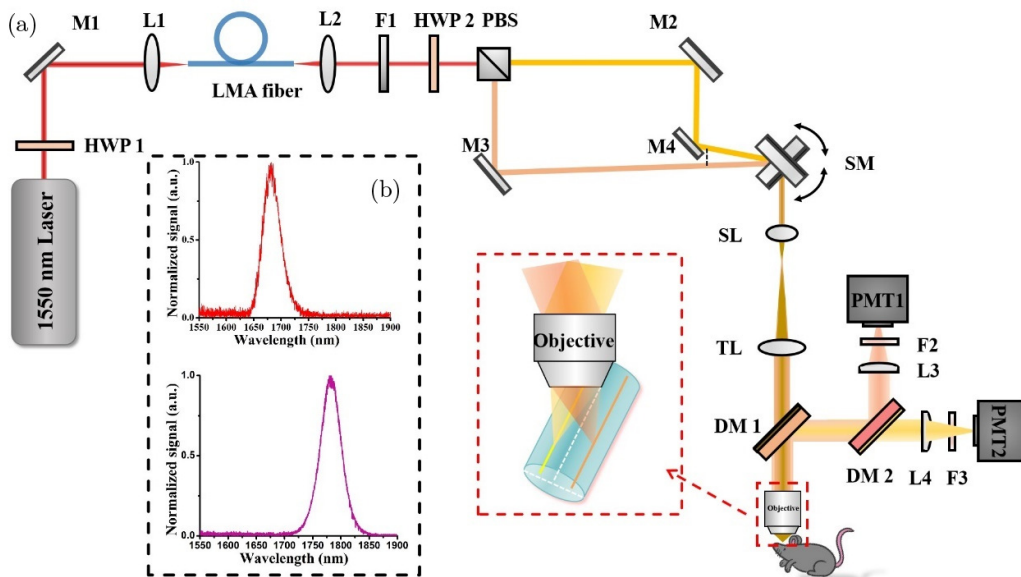 (a)
M1
L1
LMA fiber
L2
F1
HWP 2
PBS
M2
HWP 1
1550 nm Laser
M3
M4
SM
SL
TL
PMT1
F2
L3
DM 1
DM 2
L4
F3
PMT2
Objective
Objective
(b)
Normalized signal (a.u.)
1.0
0.5
0.0
1550 1600 1650 1700 1750 1800 1850 1900
Wavelength (nm)
Normalized signal (a.u.)
1.0
0.5
0.0
1550 1600 1650 1700 1750 1800 1850 1900
Wavelength (nm)